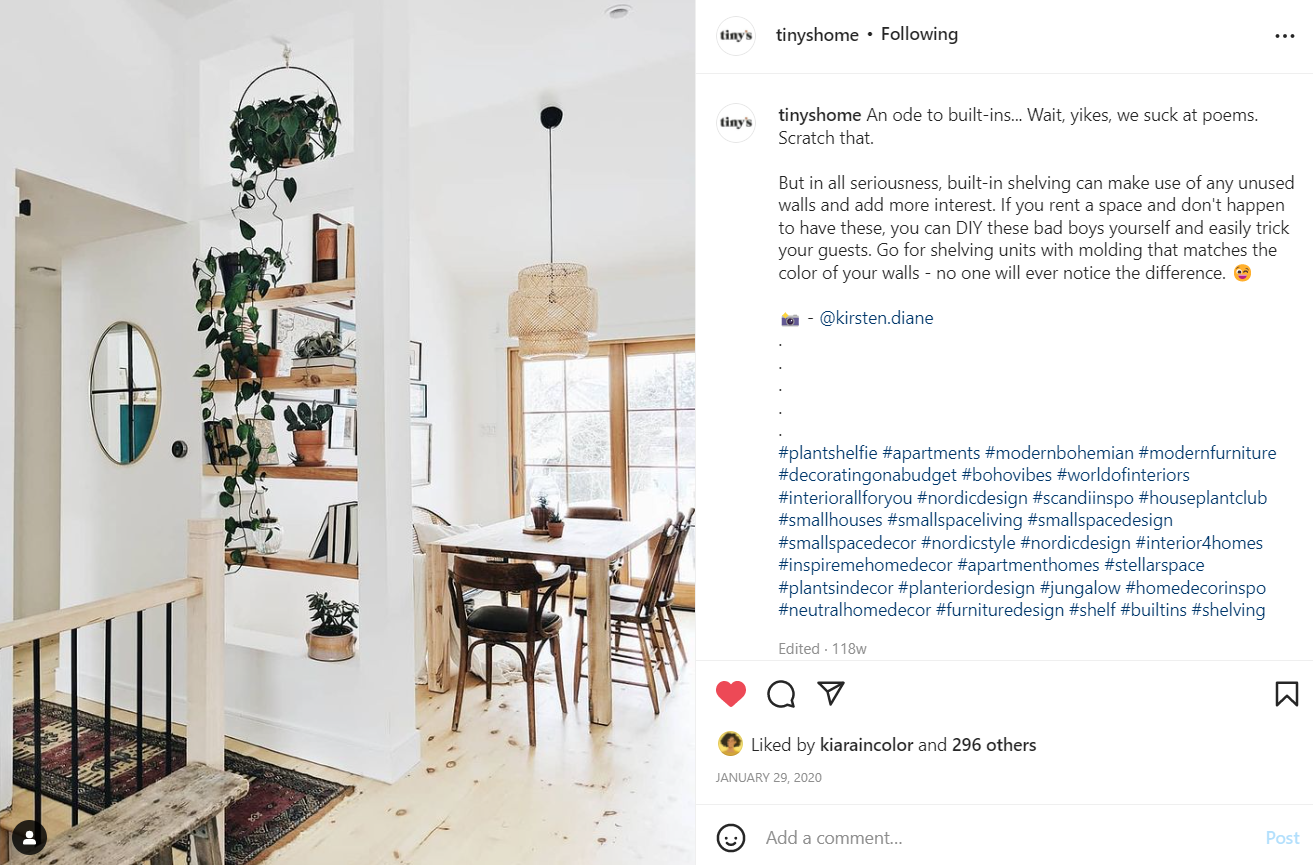 tiny's
tinyshome • Following
tiny's
tinyshome An ode to built-ins... Wait, yikes, we suck at poems.
Scratch that.
But in all seriousness, built-in shelving can make use of any unused
walls and add more interest. If you rent a space and don't happen
to have these, you can DIY these bad boys yourself and easily trick
your guests. Go for shelving units with molding that matches the
color of your walls - no one will ever notice the difference. 😅
📸 - @kirsten.diane
.
.
.
.
.
#plantshelfie #apartments #modernbohemian #modernfurniture
#decoratingonabudget #bohovibes #worldofinteriors
#interiorallforyou #nordicdesign #scandiinspo #houseplantclub
#smallhouses #smallspaceliving #smallspacedesign
#smallspacedecor #nordicstyle #nordicdesign #interior4homes
#inspiremehomedecor #apartmenthomes #stellarspace
#plantsindecor #planteriordesign #jungalow #homedecorinspo
#neutralhomedecor #furnituredesign #shelf #builtins #shelving
Edited · 118w
Liked by kiaraincolor and 296 others
JANUARY 29, 2020
Add a comment...
Post